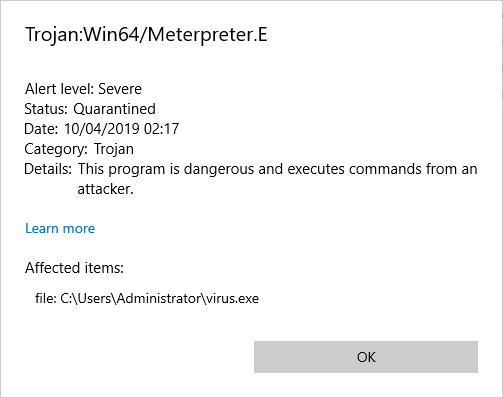 Trojan:Win64/Meterpreter.E
Alert level: Severe
Status: Quarantined
Date: 10/04/2019 02:17
Category: Trojan
Details: This program is dangerous and executes commands from an
attacker.
Learn more
Affected items:
file: C:\Users\Administrator\virus.exe
OK